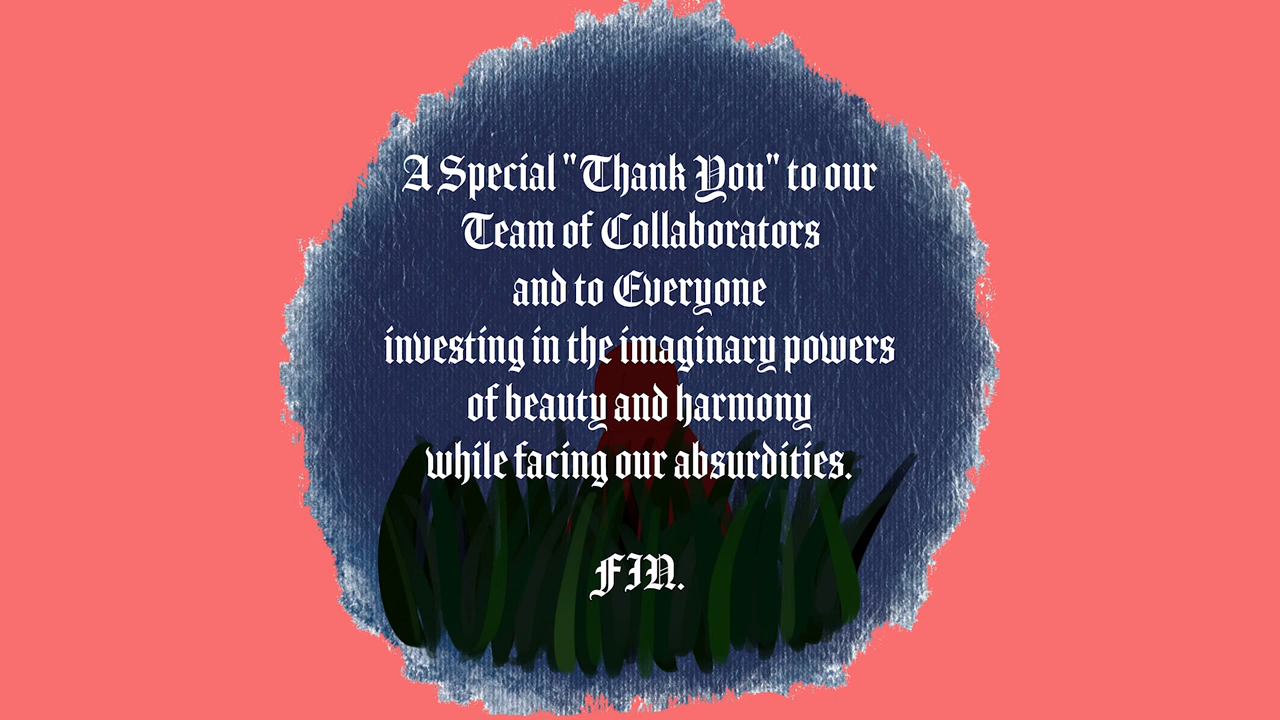 A Special "Thank You" to our
Team of Collaborators
and to Everyone
investing in the imaginary powers
of beauty and harmony
while facing our absurdities.
FIN.